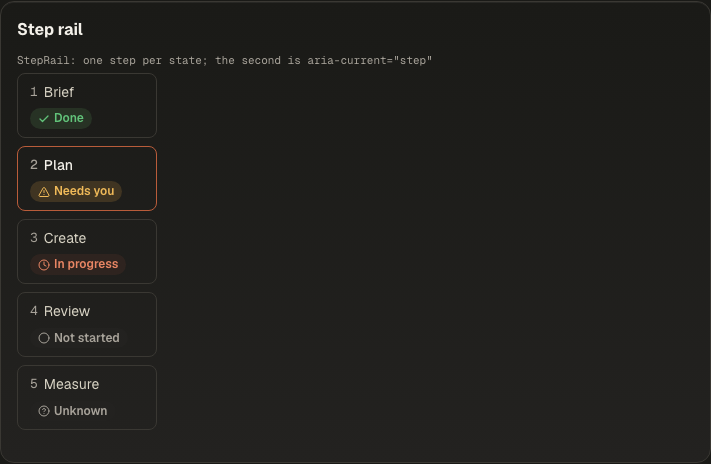 Step rail
StepRail: one step per state; the second is aria-current="step"
1 Brief
Done
2 Plan
Needs you
3 Create
In progress
4 Review
Not started
5 Measure
Unknown